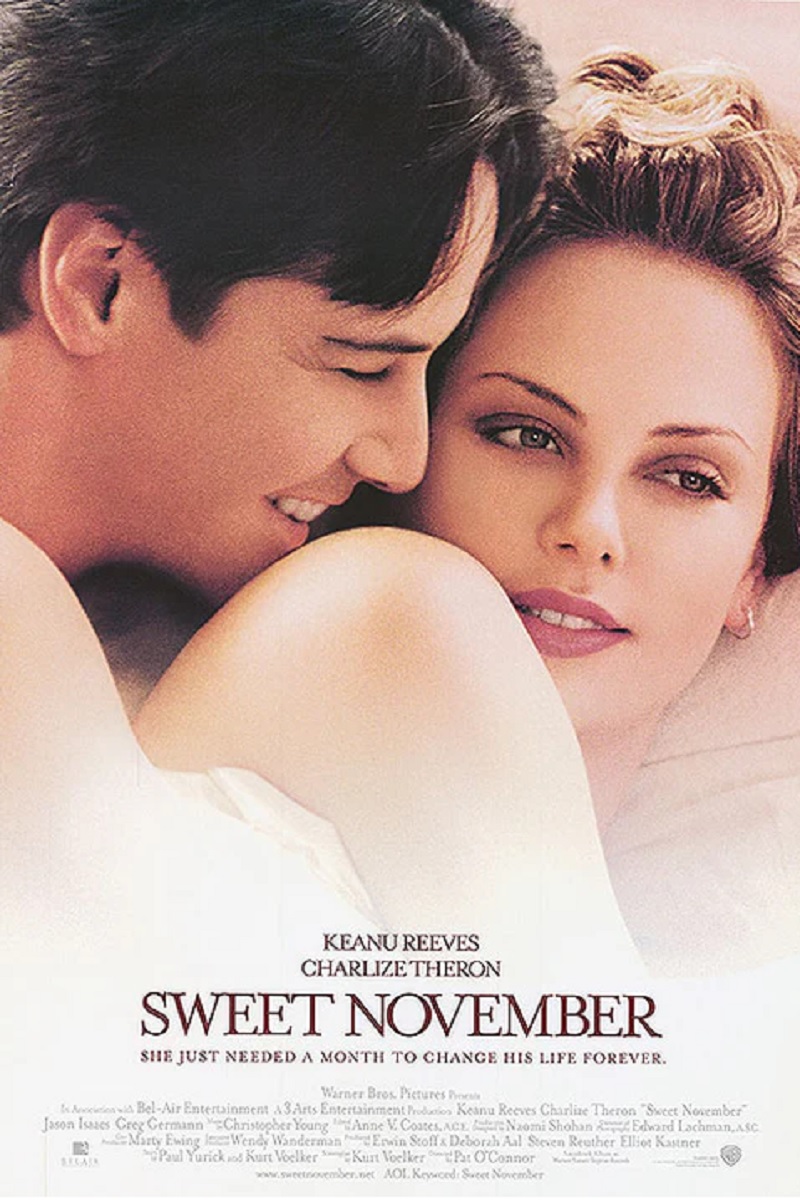 KEANU REEVES
CHARLIZE THERON
SWEET NOVEMBER
SHE JUST NEEDED A MONTH TO CHANGE HIS LIFE FOREVER.
Warner Bros. Pictures Presents
In Association with Bel-Air Entertainment A 3 Arts Entertainment Production Keanu Reeves Charlize Theron "Sweet November"
Jason Isaacs Greg Germann Christopher Young Anne V. Coates, A.C.E. Naomi Shohan Edward Lachman, A.S.C.
Marty Ewing Wendy Wanderman Erwin Stoff & Deborah Aal Steven Reuther Elliot Kastner
Paul Yurick and Kurt Voelker Kurt Voelker Pat O'Connor
BEL-AIR
www.sweetnovember.net AOL Keyword: Sweet November